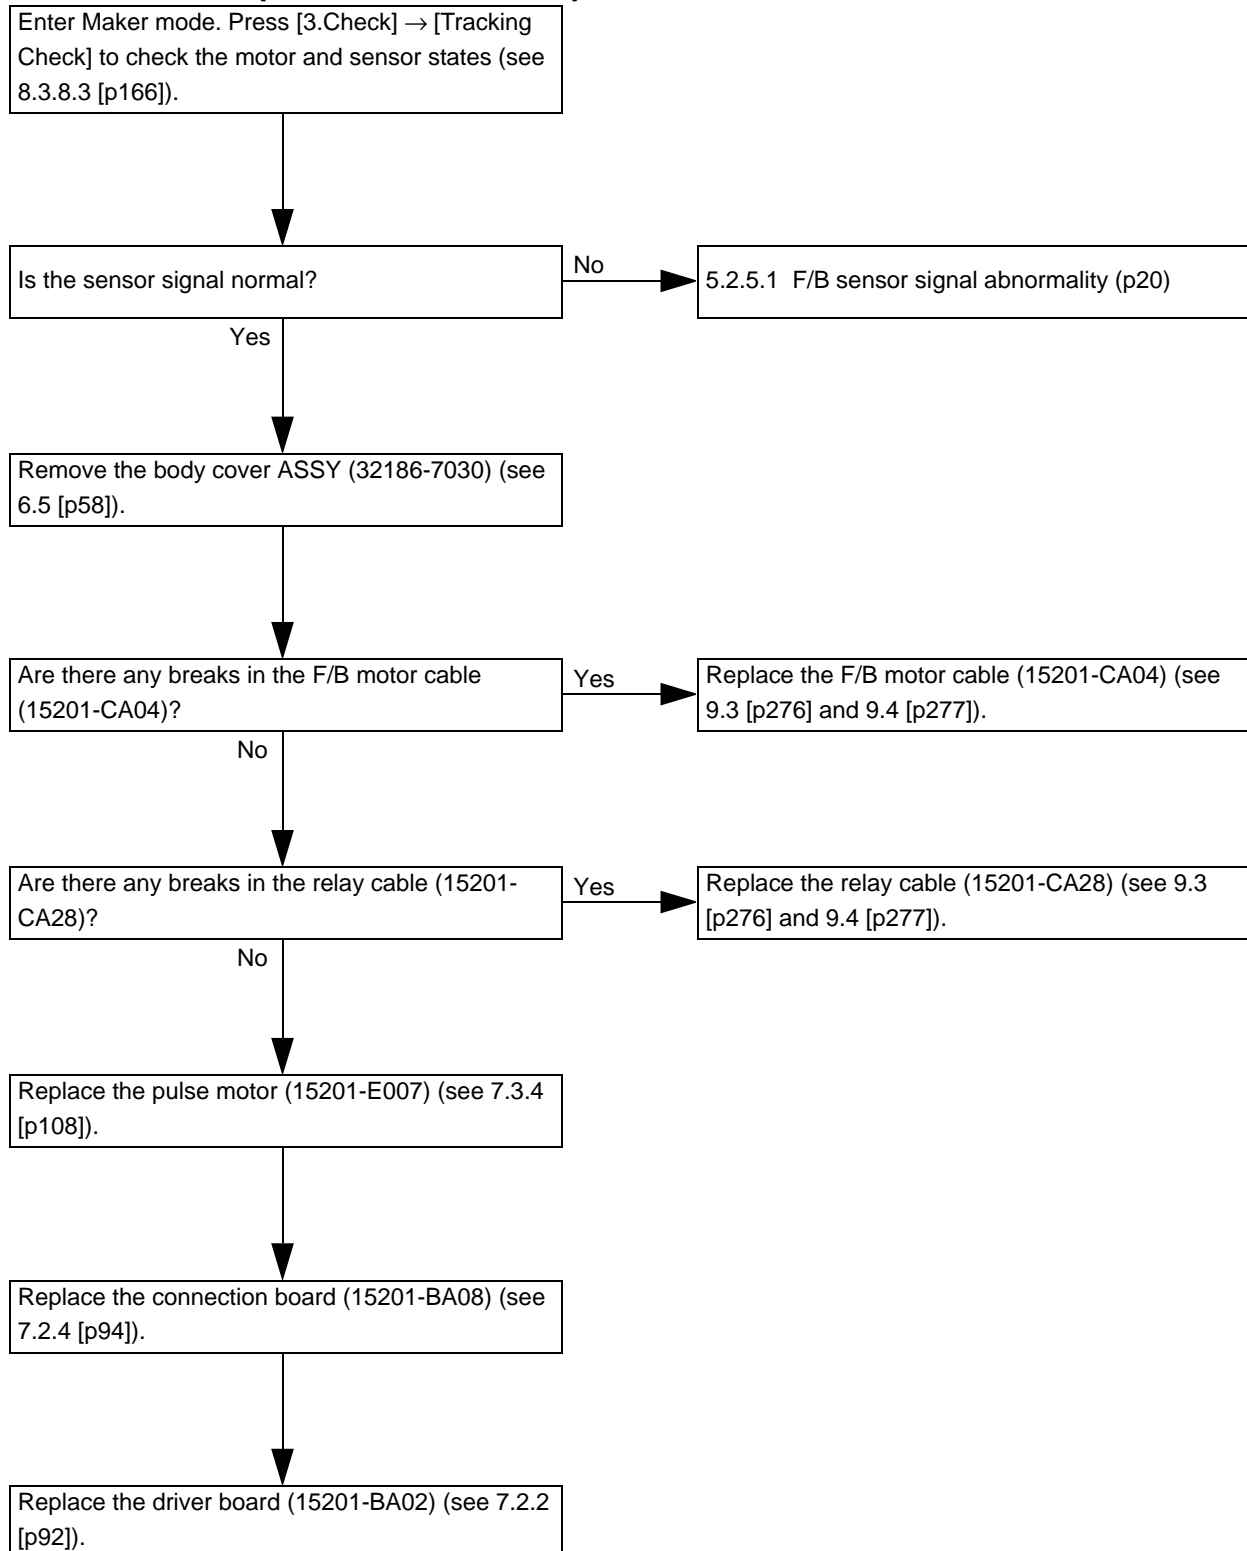 Enter Maker mode. Press [3.Check] → [Tracking
Check] to check the motor and sensor states (see
8.3.8.3 [p166]).
Is the sensor signal normal?
No
5.2.5.1 F/B sensor signal abnormality (p20)
Yes
Remove the body cover ASSY (32186-7030) (see
6.5 [p58]).
Are there any breaks in the F/B motor cable
(15201-CA04)?
Yes
Replace the F/B motor cable (15201-CA04) (see
9.3 [p276] and 9.4 [p277]).
No
Are there any breaks in the relay cable (15201-
CA28)?
Yes
Replace the relay cable (15201-CA28) (see 9.3
[p276] and 9.4 [p277]).
No
Replace the pulse motor (15201-E007) (see 7.3.4
[p108]).
Replace the connection board (15201-BA08) (see
7.2.4 [p94]).
Replace the driver board (15201-BA02) (see 7.2.2
[p92]).